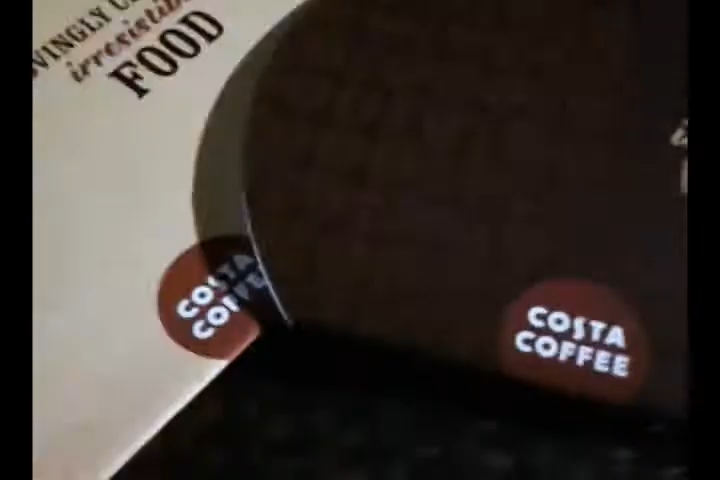 irresistible
FOOD
COSTA
COFFEE
COSTA
COFFEE